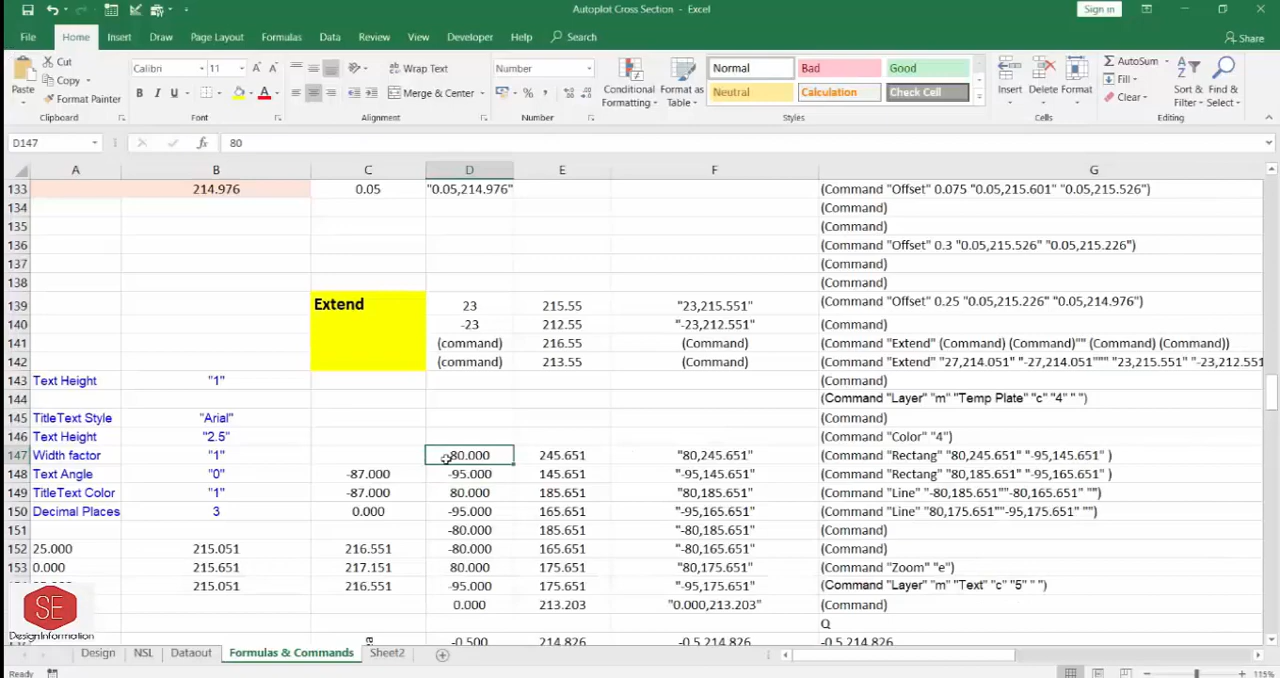 Autoplot Cross Section - Excel
Sign in
File Home Insert Draw Page Layout Formulas Data Review View Developer Help Search Share
Cut
Copy
Format Painter
Paste
Calibri 11
B I U
Wrap Text
Merge & Center
Number
Conditional Formatting
Format as Table
Normal Bad Good
Neutral Calculation Check Cell
Insert Delete Format
AutoSum
Fill
Clear
Sort & Filter
Find & Select
Clipboard Font Alignment Number Styles Cells Editing
D147 fx 80
A B C D E F G
133 214.976 0.05 "0.05,214.976" (Command "Offset" 0.075 "0.05,215.601" "0.05,215.526")
134 (Command)
135 (Command)
136 (Command "Offset" 0.3 "0.05,215.526" "0.05,215.226")
137 (Command)
138 (Command)
139 Extend 23 215.55 "23,215.551" (Command "Offset" 0.25 "0.05,215.226" "0.05,214.976")
140 -23 212.55 "-23,212.551" (Command)
141 (command) 216.55 (Command) (Command "Extend" (Command) (Command)"" (Command) (Command))
142 (command) 213.55 (Command) (Command "Extend" "27,214.051" "-27,214.051""" "23,215.551" "-23,212.551
143 Text Height "1" (Command)
144 (Command "Layer" "m" "Temp Plate" "c" "4" " ")
145 TitleText Style "Arial" (Command)
146 Text Height "2.5" (Command "Color" "4")
147 Width factor "1" 80.000 245.651 "80,245.651" (Command "Rectang" "80,245.651" "-95,145.651" )
148 Text Angle "0" -87.000 -95.000 145.651 "-95,145.651" (Command "Rectang" "80,185.651" "-95,165.651" )
149 TitleText Color "1" -87.000 80.000 185.651 "80,185.651" (Command "Line" "-80,185.651""-80,165.651" "")
150 Decimal Places 3 0.000 -95.000 165.651 "-95,165.651" (Command "Line" "80,175.651""-95,175.651" "")
151 -80.000 185.651 "-80,185.651" (Command)
152 25.000 215.051 216.551 -80.000 165.651 "-80,165.651" (Command)
153 0.000 215.651 217.151 80.000 175.651 "80,175.651" (Command "Zoom" "e")
215.051 216.551 -95.000 175.651 "-95,175.651" (Command "Layer" "m" "Text" "c" "5" " ")
0.000 213.203 "0.000,213.203" (Command)
Q
-0.500 214.826 -0.5,214.826 -0.5,214.826
SE
DesignInformation
Design NSL Dataout Formulas & Commands Sheet2
Ready 115%